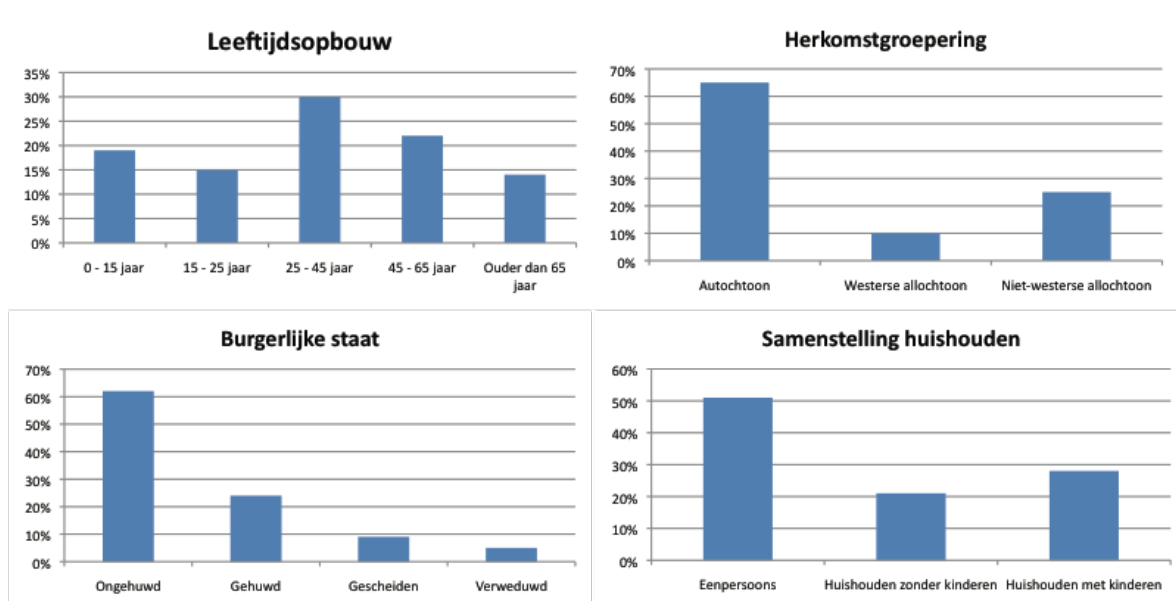 Leeftijdsopbouw
35%
30%
25%
20%
15%
10%
5%
0%
0 - 15 jaar
15 - 25 jaar
25 - 45 jaar
45 - 65 jaar
Ouder dan 65
jaar
Herkomstgroepering
70%
60%
50%
40%
30%
20%
10%
0%
Autochtoon
Westerse allochtoon
Niet-westerse allochtoon
Burgerlijke staat
70%
60%
50%
40%
30%
20%
10%
0%
Ongehuwd
Gehuwd
Gescheiden
Verweduwd
Samenstelling huishouden
60%
50%
40%
30%
20%
10%
0%
Eenpersoons
Huishouden zonder kinderen
Huishouden met kinderen